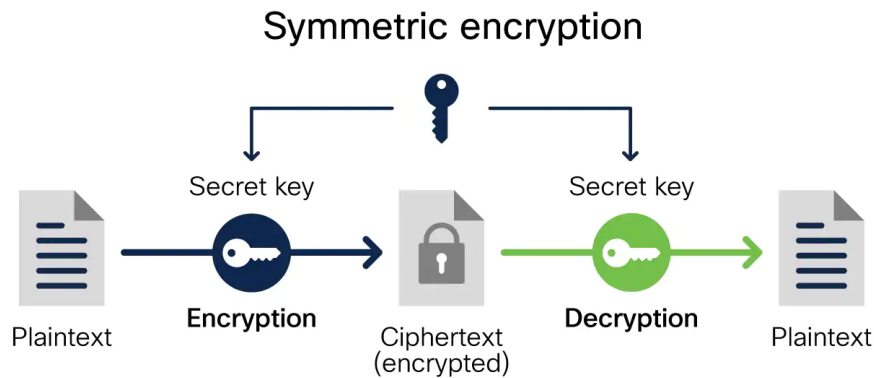 Symmetric encryption
Secret key
Secret key
Encryption
Decryption
Plaintext
Ciphertext
(encrypted)
Plaintext